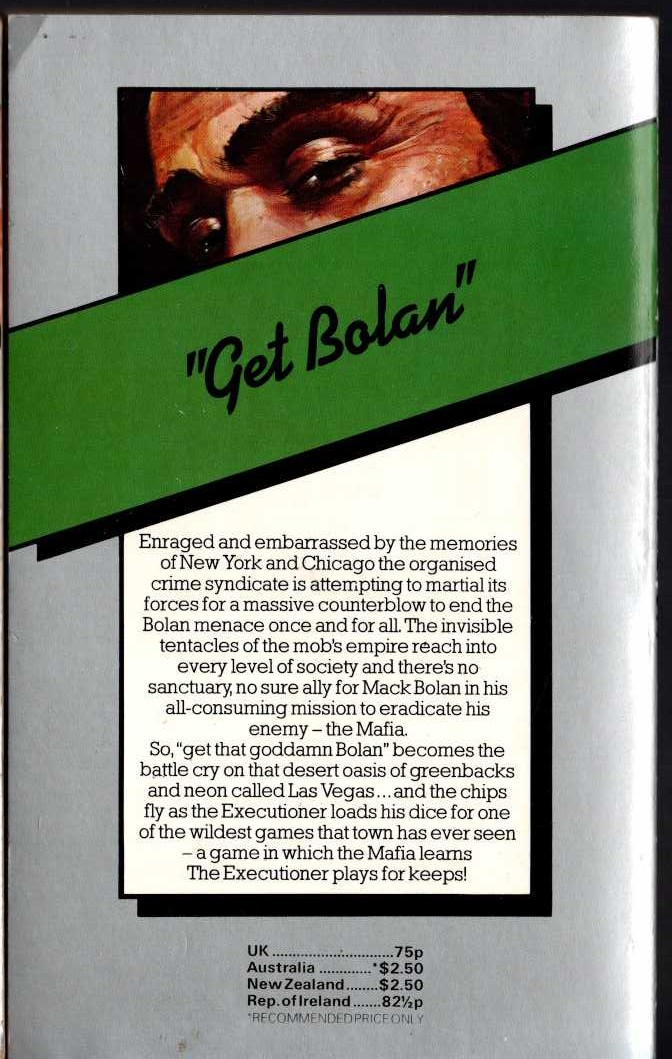 "Get Bolan"
Enraged and embarrassed by the memories
of New York and Chicago the organised
crime syndicate is attempting to martial its
forces for a massive counterblow to end the
Bolan menace once and for all. The invisible
tentacles of the mob's empire reach into
every level of society and there's no
sanctuary, no sure ally for Mack Bolan in his
all-consuming mission to eradicate his
enemy – the Mafia.
So, "get that goddamn Bolan" becomes the
battle cry on that desert oasis of greenbacks
and neon called Las Vegas...and the chips
fly as the Executioner loads his dice for one
of the wildest games that town has ever seen
– a game in which the Mafia learns
The Executioner plays for keeps!
UK ..............................75p
Australia .............*$2.50
New Zealand ........$2.50
Rep. of Ireland .......82½p
*RECOMMENDED PRICE ONLY